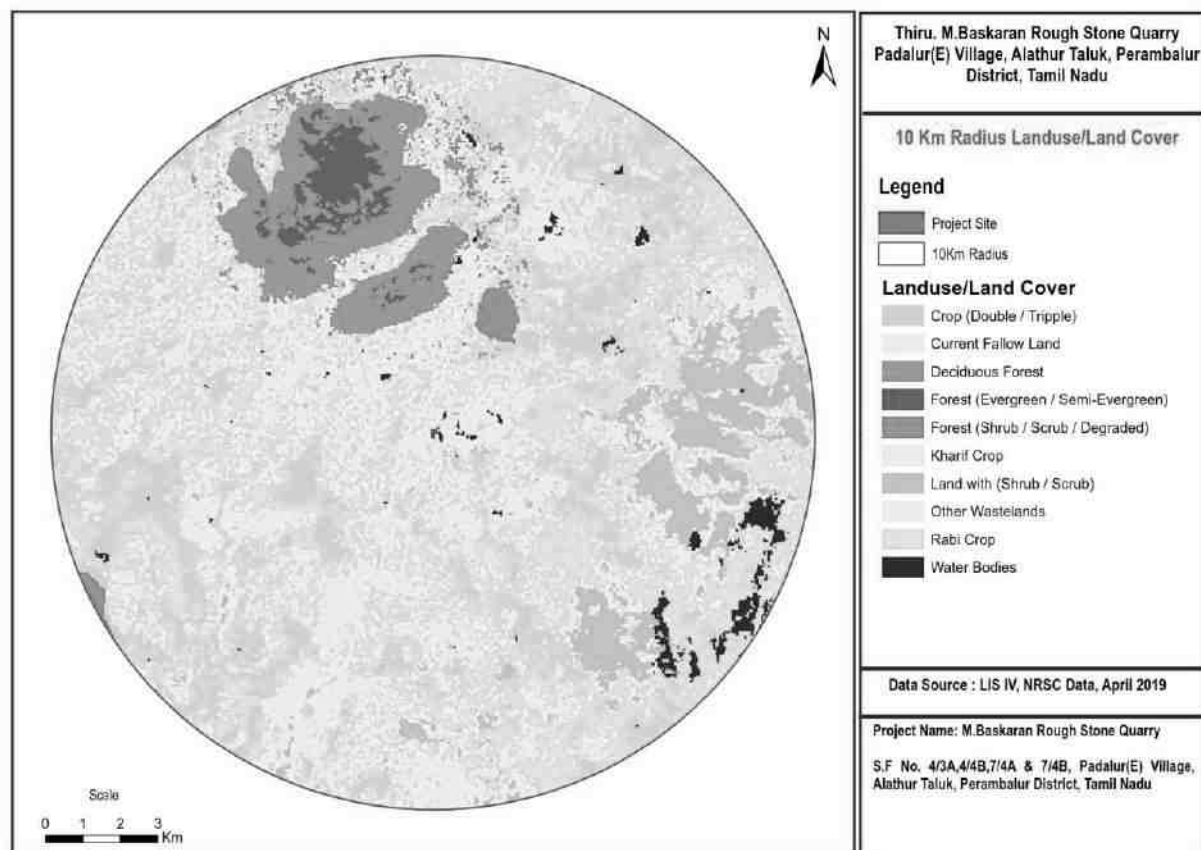 N
Thiru. M.Baskaran Rough Stone Quarry
Padalur(E) Village, Alathur Taluk, Perambalur
District, Tamil Nadu
10 Km Radius Landuse/Land Cover
Legend
Project Site
10Km Radius
Landuse/Land Cover
Crop (Double / Tripple)
Current Fallow Land
Deciduous Forest
Forest (Evergreen / Semi-Evergreen)
Forest (Shrub / Scrub / Degraded)
Kharif Crop
Land with (Shrub / Scrub)
Other Wastelands
Rabi Crop
Water Bodies
Data Source : LIS IV, NRSC Data, April 2019
Project Name: M.Baskaran Rough Stone Quarry
S.F No. 4/3A,4/4B,7/4A & 7/4B, Padalur(E) Village,
Alathur Taluk, Perambalur District, Tamil Nadu
Scale
0 1 2 3
Km